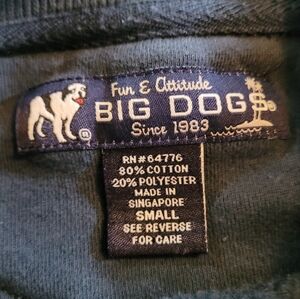 Fun & Attitude
BIG DOGS®
Since 1983
RN#64776
80% COTTON
20% POLYESTER
MADE IN
SINGAPORE
SMALL
SEE REVERSE
FOR CARE